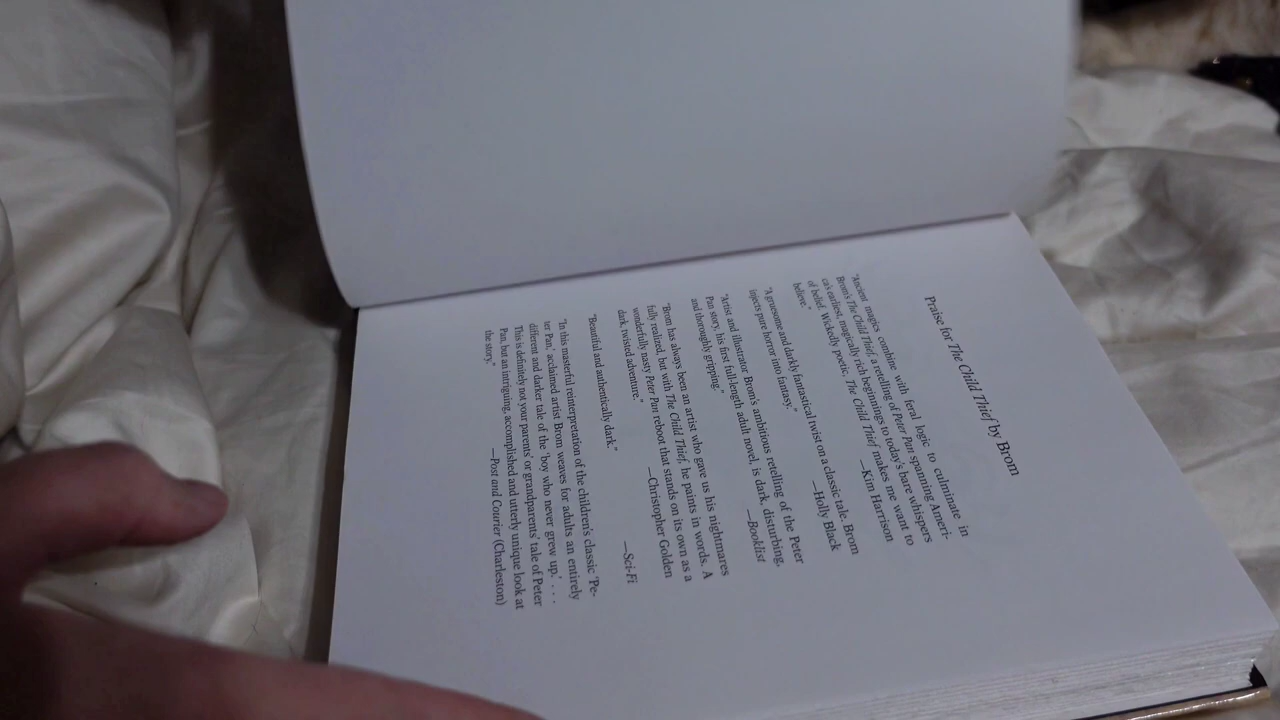 Praise for The Child Thief by Brom
"Ancient magics combine with feral logic to culminate in
Brom's The Child Thief, a retelling of Peter Pan spanning Ameri-
ca's earliest, magically rich beginnings to today's bare whispers
of belief. Wickedly poetic, The Child Thief makes me want to
believe."
—Kim Harrison
"A gruesome and darkly fantastical twist on a classic tale. Brom
injects pure horror into fantasy."
—Holly Black
"Artist and illustrator Brom's ambitious retelling of the Peter
Pan story, his first full-length adult novel, is dark, disturbing,
and thoroughly gripping."
—Booklist
"Brom has always been an artist who gave us his nightmares
fully realized, but with The Child Thief, he paints in words. A
wonderfully nasty Peter Pan reboot that stands on its own as a
dark, twisted adventure."
—Christopher Golden
"Beautiful and authentically dark."
—Sci-Fi
"In this masterful reinterpretation of the children's classic 'Pe-
ter Pan,' acclaimed artist Brom weaves for adults an entirely
different and darker tale of the 'boy who never grew up.' . . .
This is definitely not your parents' or grandparents' tale of Peter
Pan, but an intriguing, accomplished and utterly unique look at
the story."
—Post and Courier (Charleston)